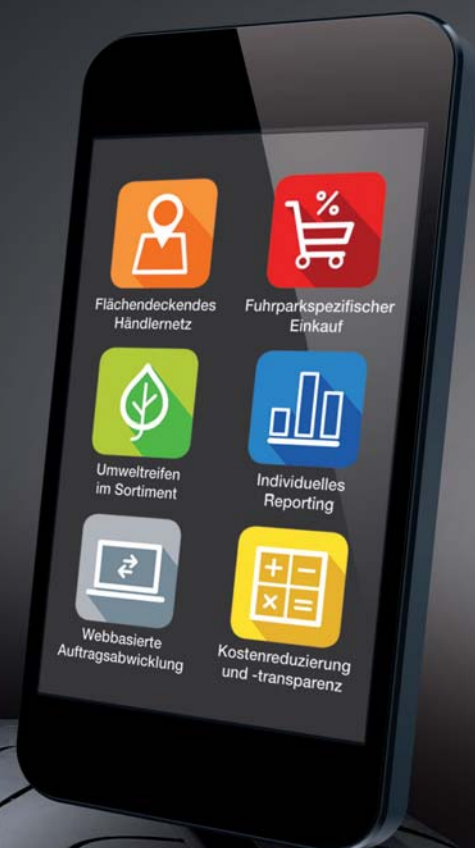 Flächendeckendes
Händlernetz
%
Fuhrparkspezifischer
Einkauf
Umweltreifen
im Sortiment
Individuelles
Reporting
Webbasierte
Auftragsabwicklung
+ −
× =
Kostenreduzierung
und -transparenz